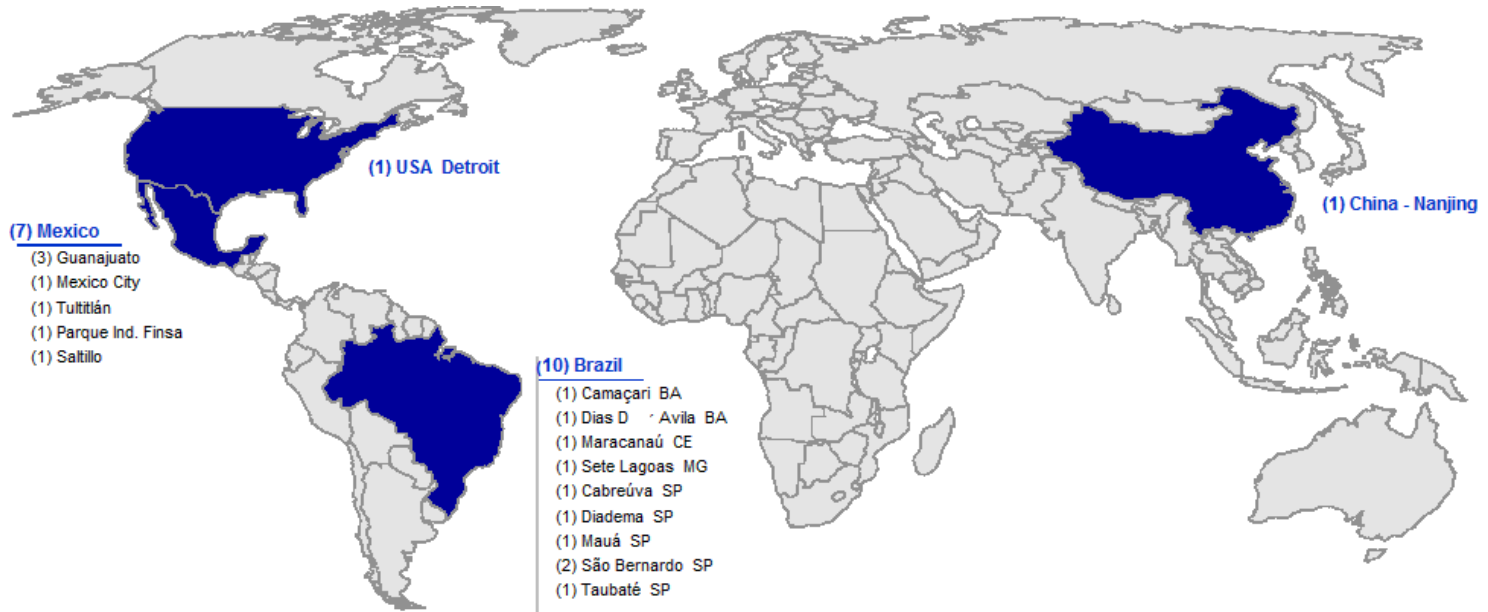 (1) USA Detroit
(1) China - Nanjing
(7) Mexico
(3) Guanajuato
(1) Mexico City
(1) Tultitlán
(1) Parque Ind. Finsa
(1) Saltillo
(10) Brazil
(1) Camaçari BA
(1) Dias D ´ Avila BA
(1) Maracanaú CE
(1) Sete Lagoas MG
(1) Cabreúva SP
(1) Diadema SP
(1) Mauá SP
(2) São Bernardo SP
(1) Taubaté SP